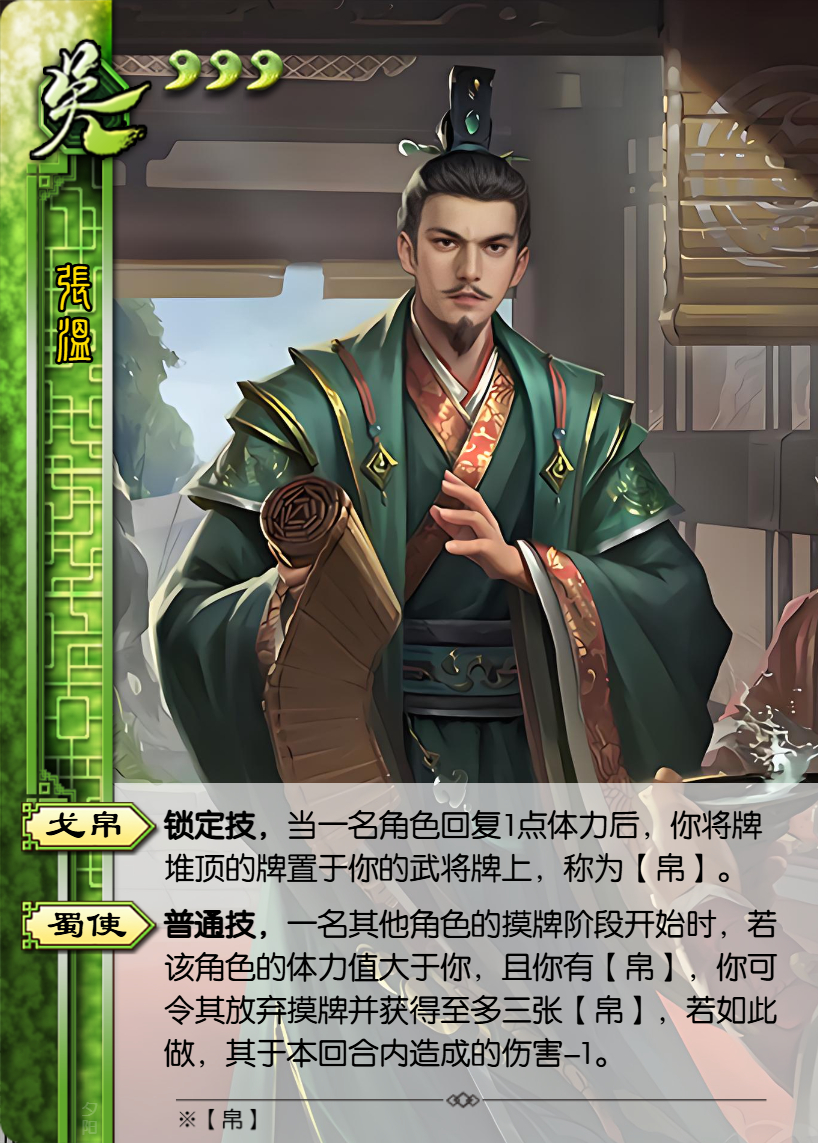 吴
張溫
戈帛
锁定技，当一名角色回复1点体力后，你将牌
堆顶的牌置于你的武将牌上，称为【帛】。
蜀使
普通技，一名其他角色的摸牌阶段开始时，若
该角色的体力值大于你，且你有【帛】，你可
令其放弃摸牌并获得至多三张【帛】，若如此
做，其于本回合内造成的伤害-1。
※【帛】
夕阳